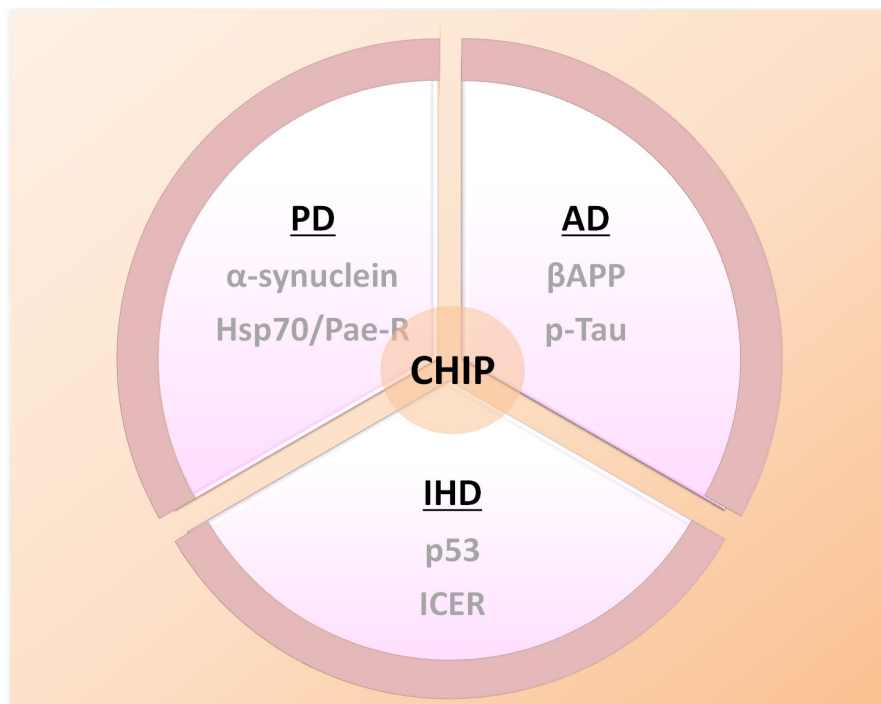 PD
α-synuclein
Hsp70/Pae-R
AD
βAPP
p-Tau
CHIP
IHD
p53
ICER